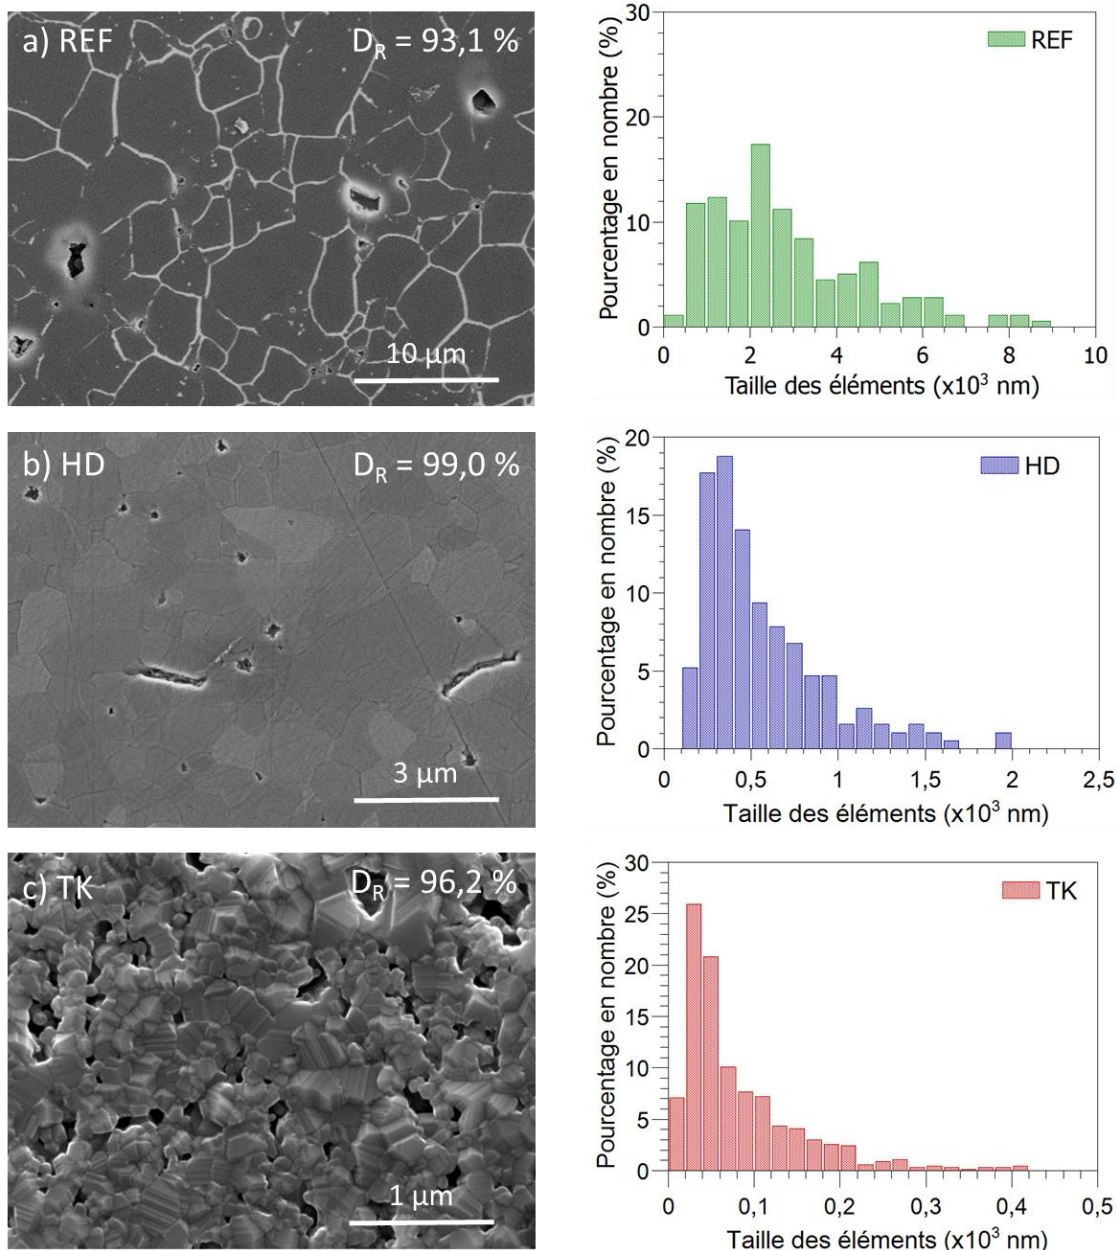 a) REF
D_R = 93,1 %
10 μm
Pourcentage en nombre (%)
30
20
10
0
REF
0
2
4
6
8
10
Taille des éléments (x10³ nm)
b) HD
D_R = 99,0 %
3 μm
Pourcentage en nombre (%)
20
15
10
5
0
HD
0
0,5
1
1,5
2
2,5
Taille des éléments (x10³ nm)
c) TK
D_R = 96,2 %
1 μm
Pourcentage en nombre (%)
30
25
20
15
10
5
0
TK
0
0,1
0,2
0,3
0,4
0,5
Taille des éléments (x10³ nm)